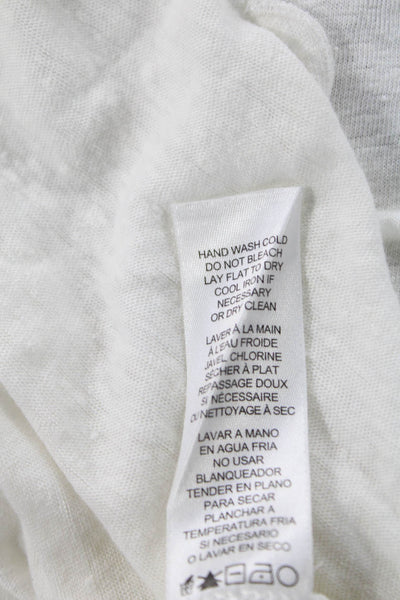 HAND WASH COLD
DO NOT BLEACH
LAY FLAT TO DRY
COOL IRON IF
NECESSARY
OR DRY CLEAN
LAVER À LA MAIN
À L'EAU FROIDE
JAVEL CHLORINE
SÉCHER À PLAT
REPASSAGE DOUX
SI NÉCESSAIRE
OU NETTOYAGE À SEC
LAVAR A MANO
EN AGUA FRIA
NO USAR
BLANQUEADOR
TENDER EN PLANO
PARA SECAR
PLANCHAR A
TEMPERATURA FRIA
SI NECESARIO
O LAVAR EN SECO